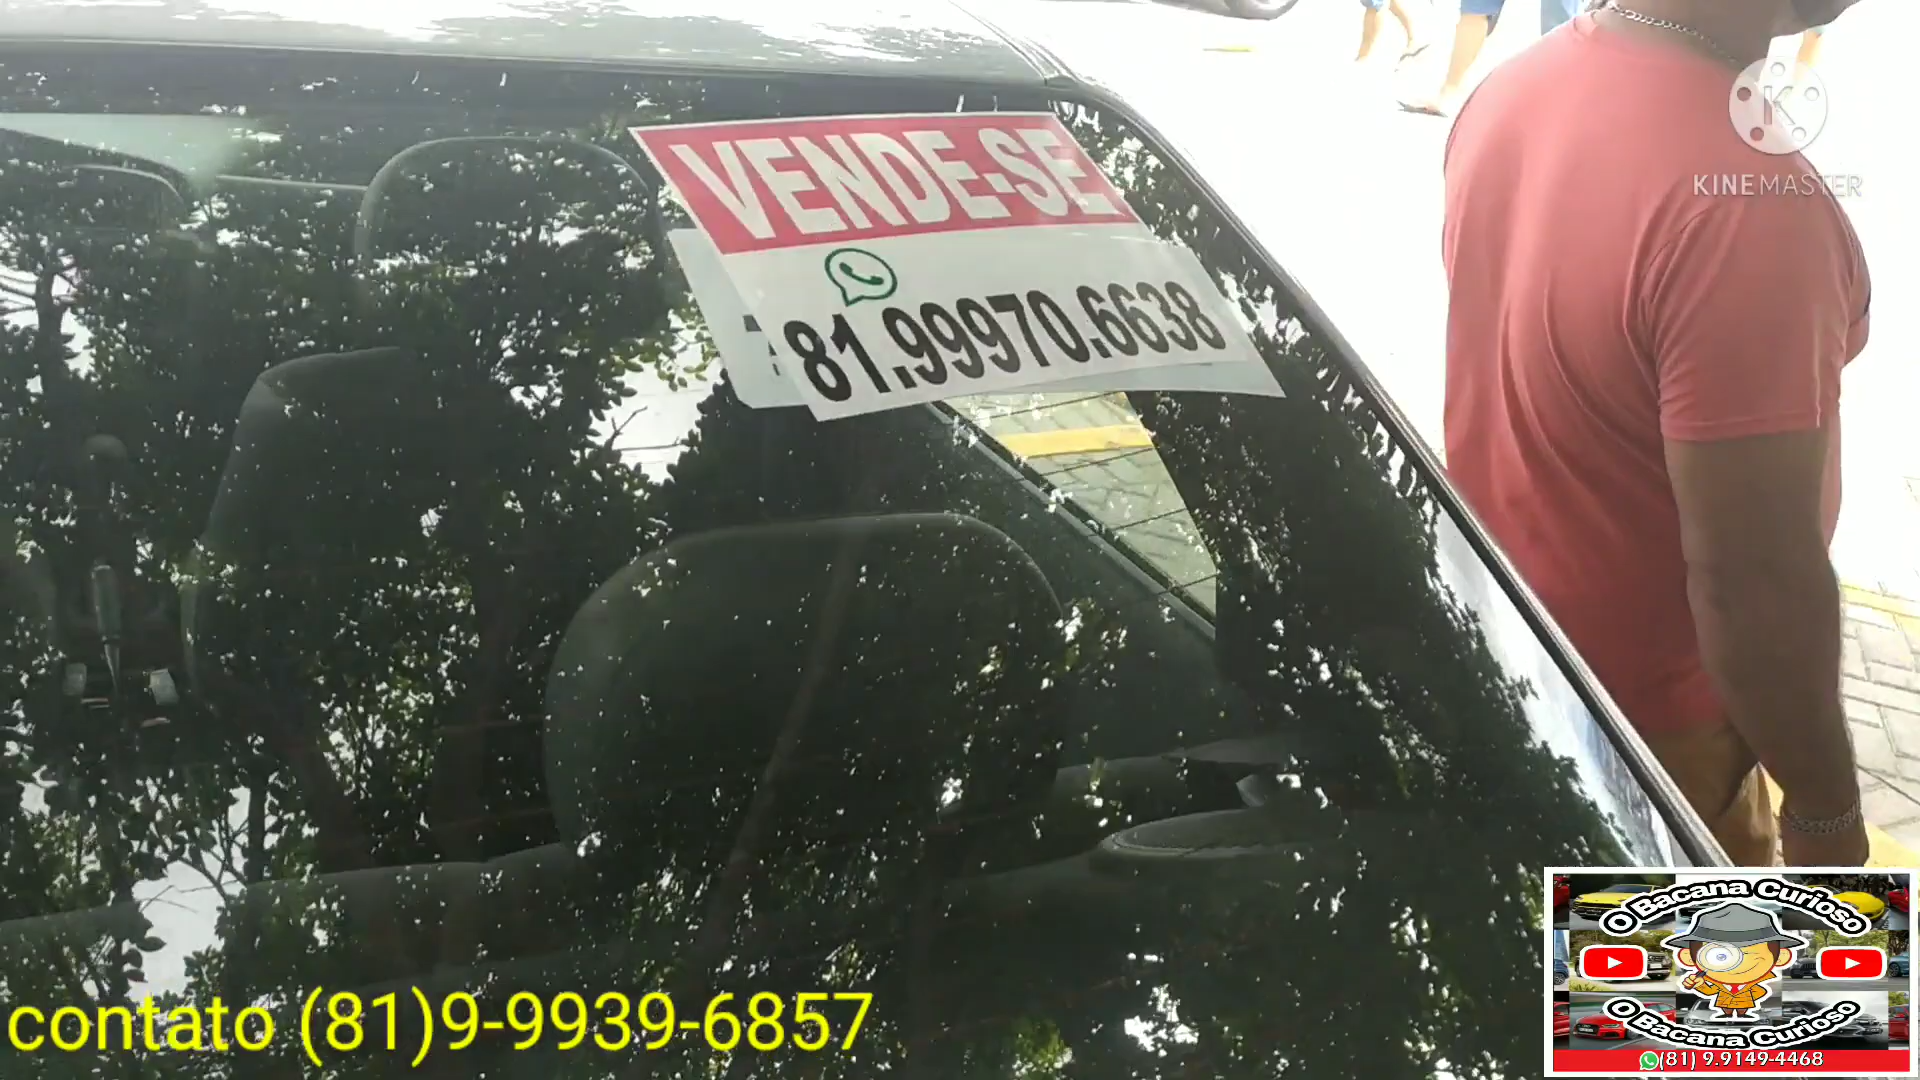 VENDE-SE
81.99970.6638
KINEMASTER
O Bacana Curioso
O Bacana Curioso
(81) 9.9149-4468
contato (81)9-9939-6857